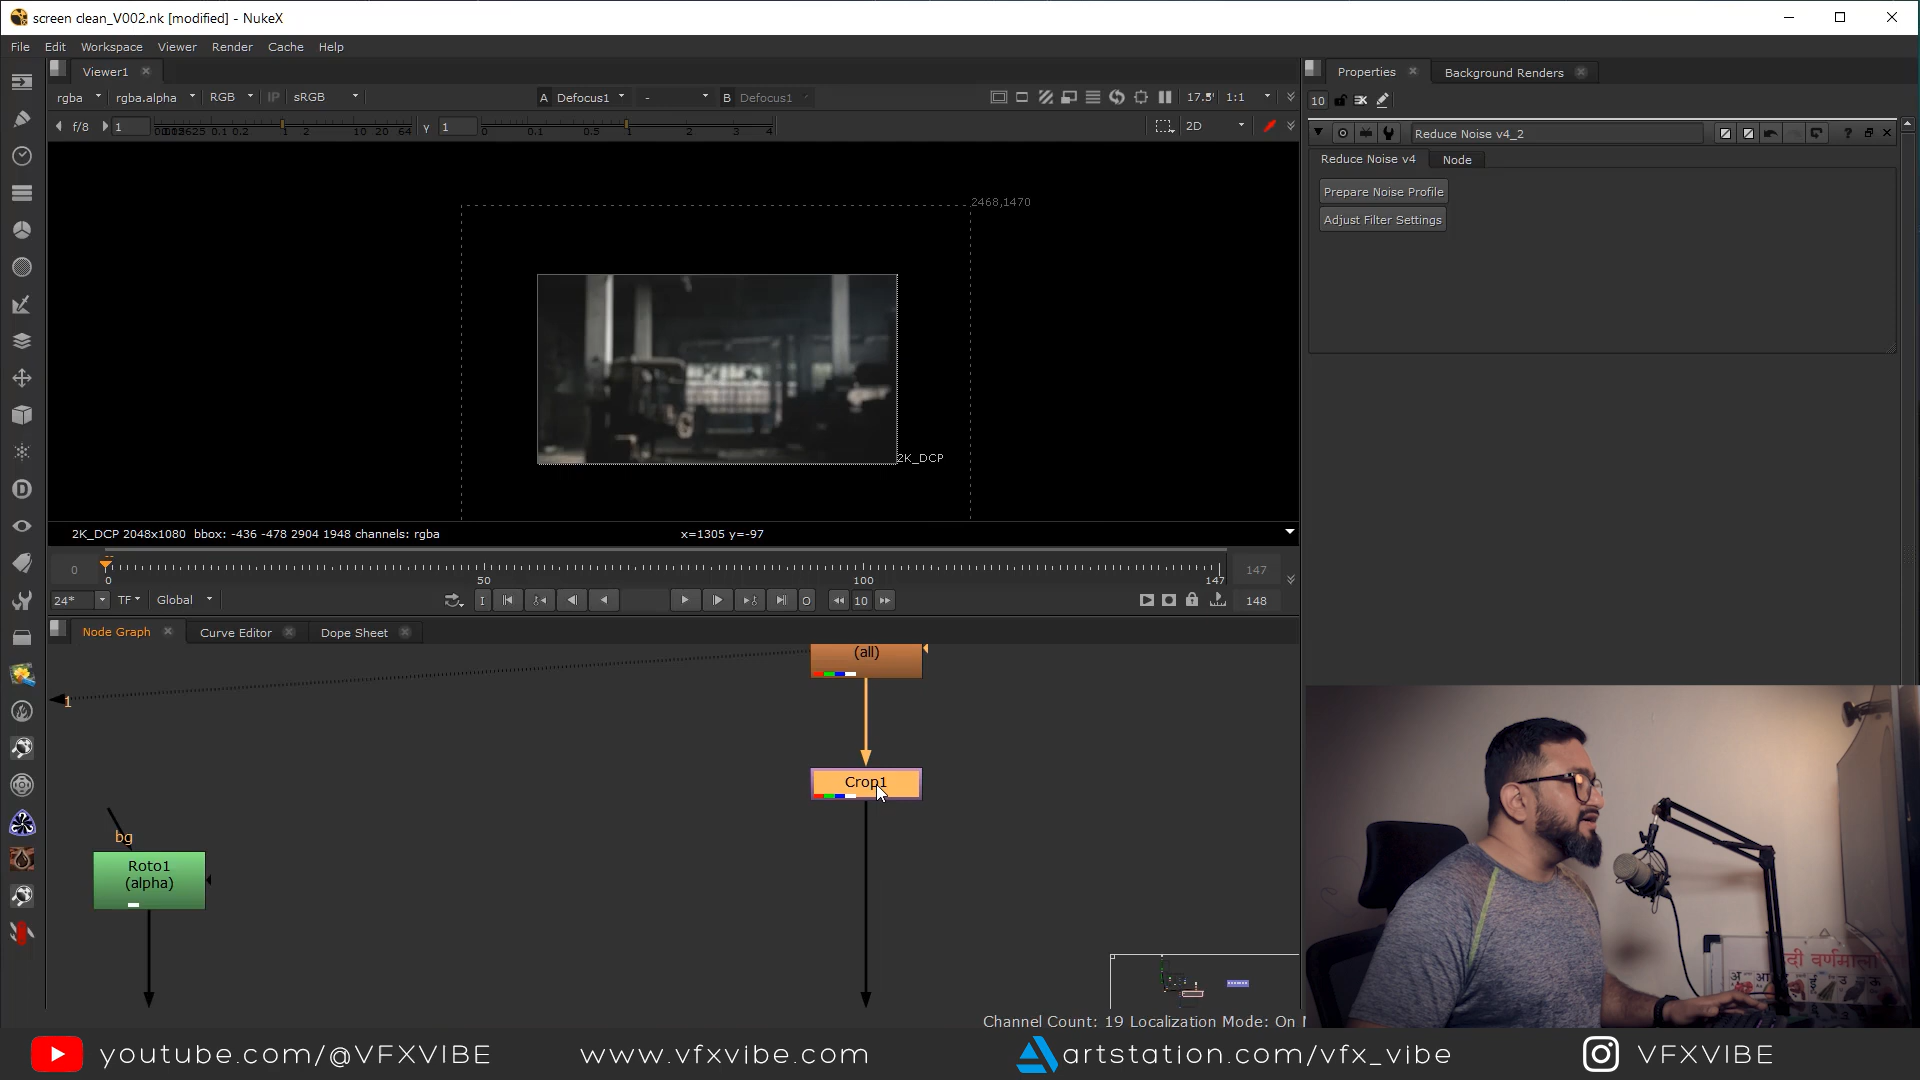 screen clean_V002.nk [modified] - NukeX
File Edit Workspace Viewer Render Cache Help
Viewer1
Properties Background Renders
rgba rgba.alpha RGB IP sRGB A Defocus1 - B Defocus1 1:1
10
f/8 1 y 1 2D
Reduce Noise v4_2
Reduce Noise v4 Node
Prepare Noise Profile
Adjust Filter Settings
2468,1470
2K_DCP
2K_DCP 2048x1080 bbox: -436 -478 2904 1948 channels: rgba x=1305 y=-97
0 147
0 50 100 147
24* TF Global I O 10 148
Node Graph Curve Editor Dope Sheet
(all)
1
Crop1
bg
Roto1
(alpha)
Channel Count: 19 Localization Mode: On
youtube.com/@VFXVIBE www.vfxvibe.com artstation.com/vfx_vibe VFXVIBE